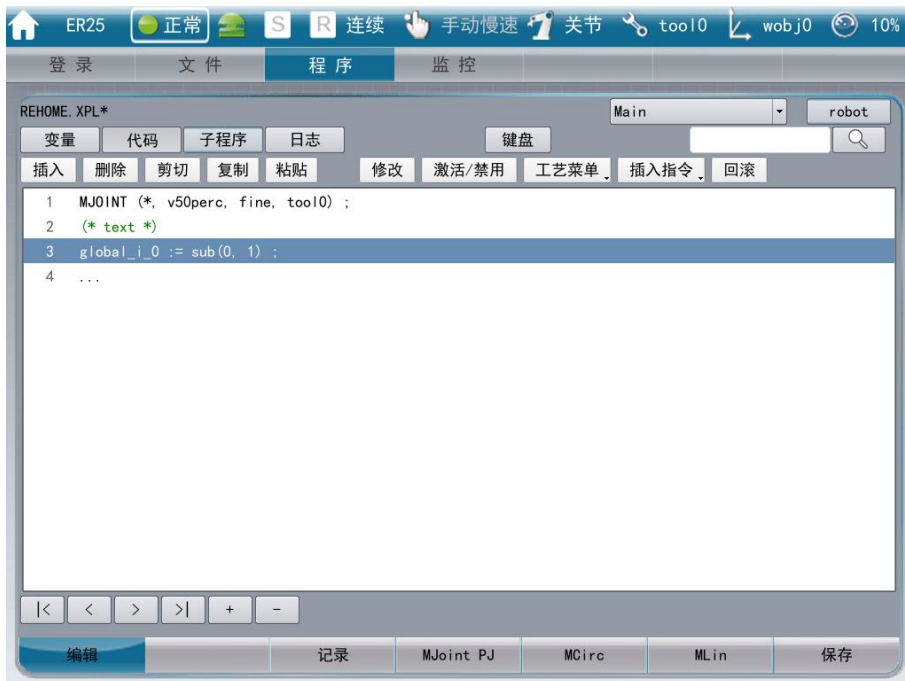 ER25 正常 S R 连续 手动慢速 关节 tool0 wobj0 10%
登录 文件 程序 监控
REHOME.XPL* Main robot
变量 代码 子程序 日志 键盘
插入 删除 剪切 复制 粘贴 修改 激活/禁用 工艺菜单 插入指令 回滚
1 MJOINT (*, v50perc, fine, tool0) ;
2 (* text *)
3 global_i_0 := sub(0, 1) ;
4 ...
|< < > >| + -
编辑 记录 MJoint PJ MCirc MLin 保存